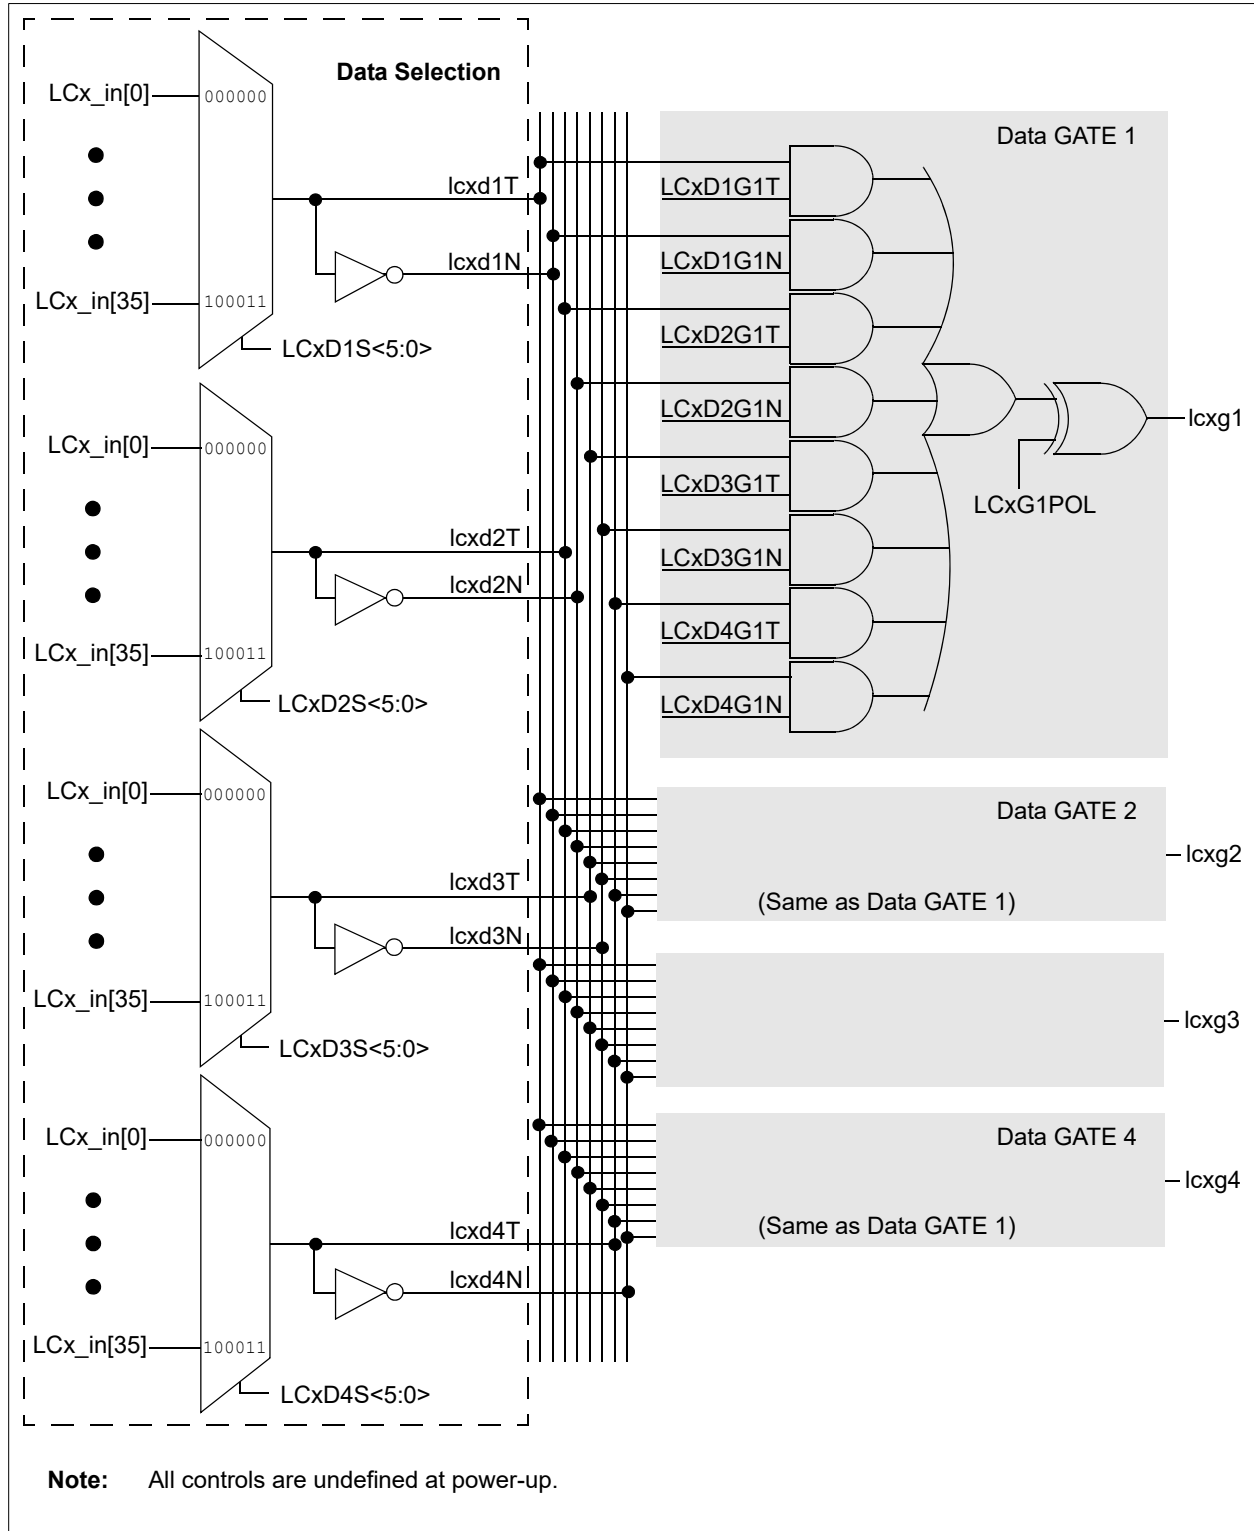 Data Selection
LCx_in[0]
000000
LCx_in[35]
100011
LCxD1S<5:0>
lcxd1T
lcxd1N
LCx_in[0]
000000
LCx_in[35]
100011
LCxD2S<5:0>
lcxd2T
lcxd2N
LCx_in[0]
000000
LCx_in[35]
100011
LCxD3S<5:0>
lcxd3T
lcxd3N
LCx_in[0]
000000
LCx_in[35]
100011
LCxD4S<5:0>
lcxd4T
lcxd4N
Data GATE 1
LCxD1G1T
LCxD1G1N
LCxD2G1T
LCxD2G1N
LCxD3G1T
LCxD3G1N
LCxD4G1T
LCxD4G1N
LCxG1POL
lcxg1
Data GATE 2
(Same as Data GATE 1)
lcxg2
lcxg3
Data GATE 4
(Same as Data GATE 1)
lcxg4
Note: All controls are undefined at power-up.